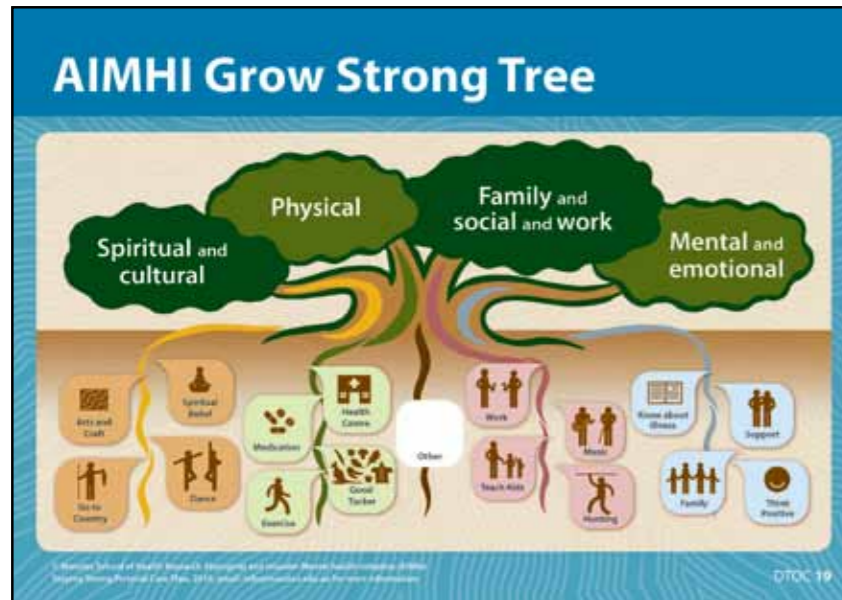 AIMHI Grow Strong Tree
Spiritual and
cultural
Physical
Family and
social and work
Mental and
emotional
Arts and
Craft
Spiritual
Belief
Go to
Country
Dance
Medication
Health
Centre
Exercise
Good
Tucker
Other
Work
Teach Kids
Music
Hunting
Know about
illness
Support
Family
Think
Positive
DTOC 19